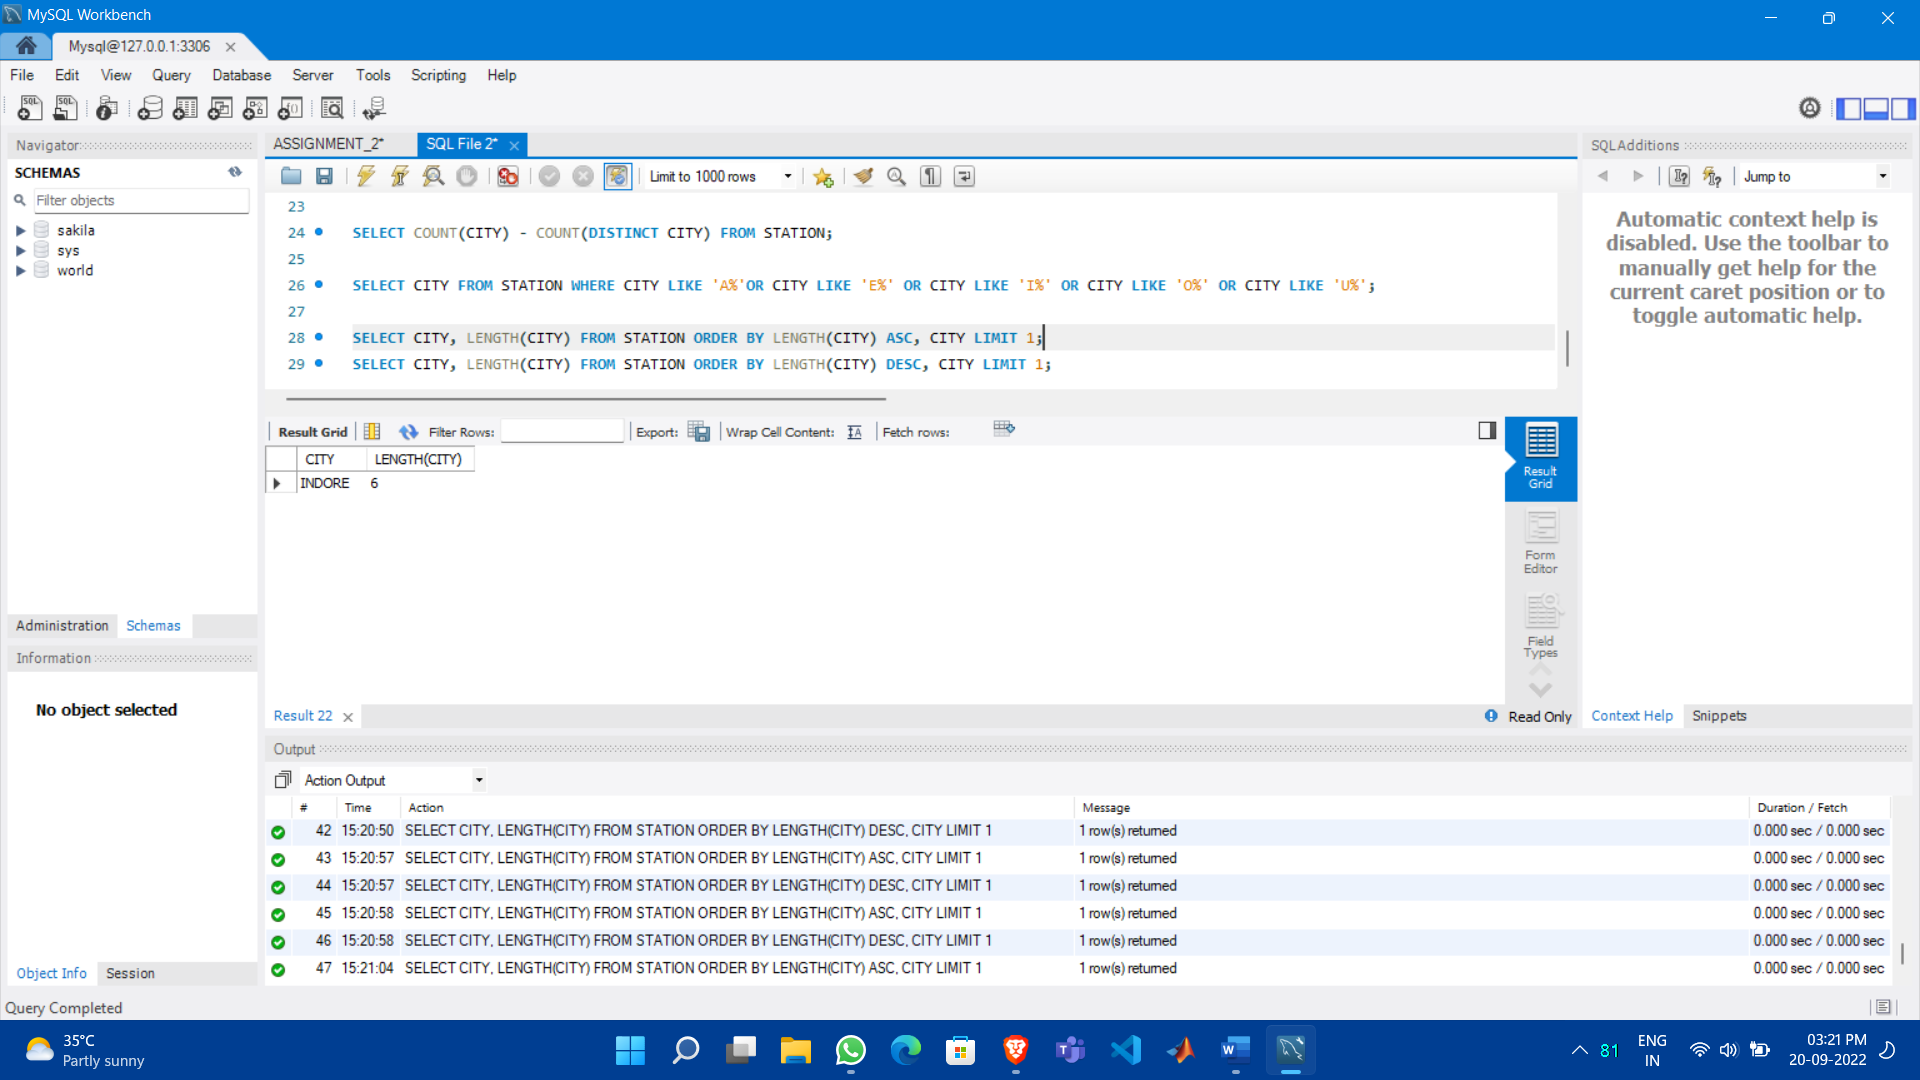 MySQL Workbench
Mysql@127.0.0.1:3306
File Edit View Query Database Server Tools Scripting Help
Navigator
SCHEMAS
Filter objects
sakila
sys
world
Administration Schemas
Information
No object selected
Object Info Session
Query Completed
ASSIGNMENT_2* SQL File 2*
Limit to 1000 rows
23
24 SELECT COUNT(CITY) - COUNT(DISTINCT CITY) FROM STATION;
25
26 SELECT CITY FROM STATION WHERE CITY LIKE 'A%'OR CITY LIKE 'E%' OR CITY LIKE 'I%' OR CITY LIKE 'O%' OR CITY LIKE 'U%';
27
28 SELECT CITY, LENGTH(CITY) FROM STATION ORDER BY LENGTH(CITY) ASC, CITY LIMIT 1;
29 SELECT CITY, LENGTH(CITY) FROM STATION ORDER BY LENGTH(CITY) DESC, CITY LIMIT 1;
Result Grid Filter Rows: Export: Wrap Cell Content: Fetch rows:
CITY LENGTH(CITY)
INDORE 6
Result
Grid
Form
Editor
Field
Types
Result 22
Read Only
SQLAdditions
Jump to
Automatic context help is
disabled. Use the toolbar to
manually get help for the
current caret position or to
toggle automatic help.
Context Help Snippets
Output
Action Output
# Time Action Message Duration / Fetch
42 15:20:50 SELECT CITY, LENGTH(CITY) FROM STATION ORDER BY LENGTH(CITY) DESC, CITY LIMIT 1 1 row(s) returned 0.000 sec / 0.000 sec
43 15:20:57 SELECT CITY, LENGTH(CITY) FROM STATION ORDER BY LENGTH(CITY) ASC, CITY LIMIT 1 1 row(s) returned 0.000 sec / 0.000 sec
44 15:20:57 SELECT CITY, LENGTH(CITY) FROM STATION ORDER BY LENGTH(CITY) DESC, CITY LIMIT 1 1 row(s) returned 0.000 sec / 0.000 sec
45 15:20:58 SELECT CITY, LENGTH(CITY) FROM STATION ORDER BY LENGTH(CITY) ASC, CITY LIMIT 1 1 row(s) returned 0.000 sec / 0.000 sec
46 15:20:58 SELECT CITY, LENGTH(CITY) FROM STATION ORDER BY LENGTH(CITY) DESC, CITY LIMIT 1 1 row(s) returned 0.000 sec / 0.000 sec
47 15:21:04 SELECT CITY, LENGTH(CITY) FROM STATION ORDER BY LENGTH(CITY) ASC, CITY LIMIT 1 1 row(s) returned 0.000 sec / 0.000 sec
35°C
Partly sunny
81
ENG
IN
03:21 PM
20-09-2022